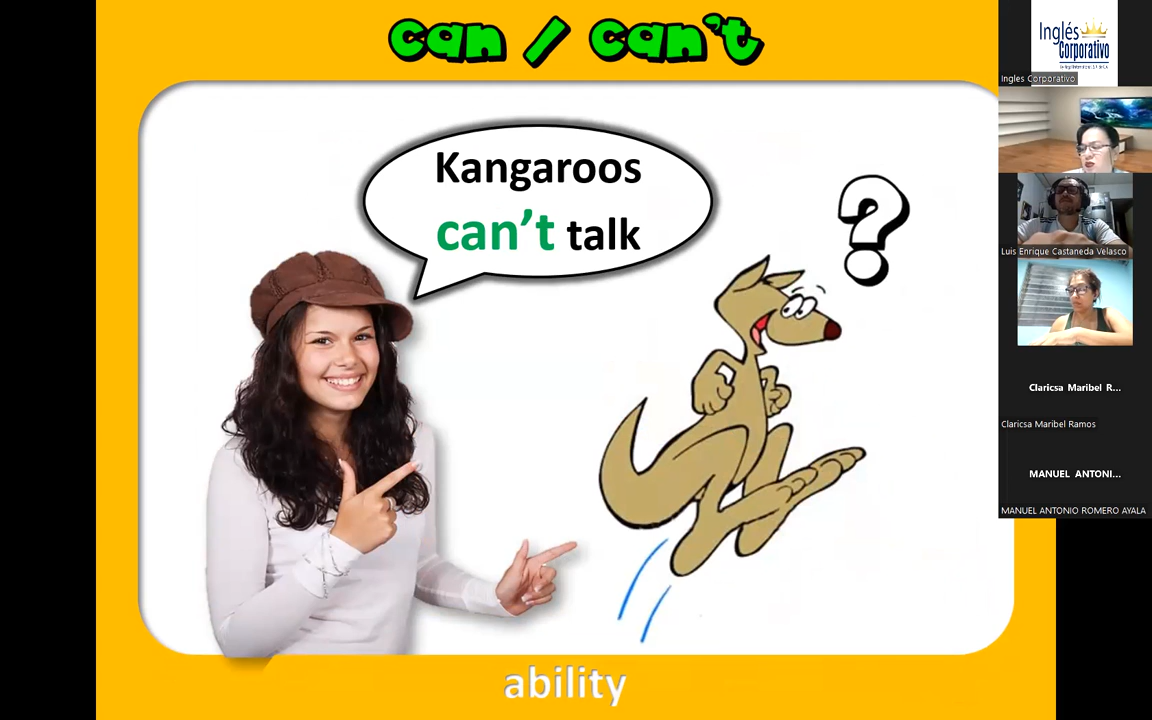 can / can't
Kangaroos
can't talk
?
ability
Inglés
Corporativo
Ingles Corporativo
Luis Enrique Castaneda Velasco
Claricsa Maribel R...
Claricsa Maribel Ramos
MANUEL ANTONI...
MANUEL ANTONIO ROMERO AYALA